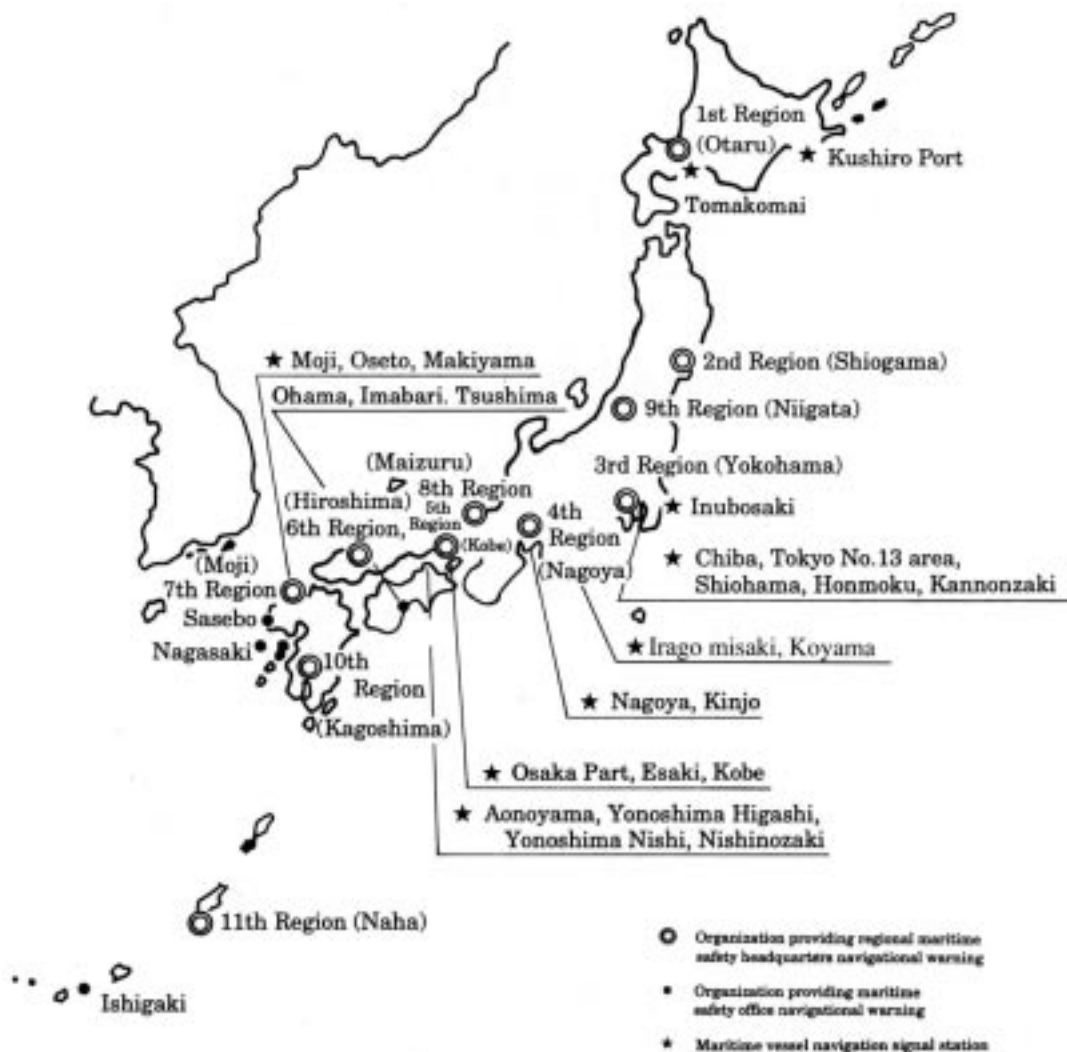 1st Region
(Otaru)
★ Kushiro Port
★
Tomakomai
★ Moji, Oseto, Makiyama
Ohama, Imabari. Tsushima
2nd Region (Shiogama)
9th Region (Niigata)
3rd Region (Yokohama)
★ Inubosaki
(Maizuru)
8th Region
(Hiroshima)
6th Region,
5th
Region
(Kobe)
4th
Region
(Nagoya)
★ Chiba, Tokyo No.13 area,
Shiohama, Honmoku, Kannonzaki
(Moji)
7th Region
Sasebo
Nagasaki
★ Irago misaki, Koyama
10th
Region
(Kagoshima)
★ Nagoya, Kinjo
★ Osaka Part, Esaki, Kobe
★ Aonoyama, Yonoshima Higashi,
Yonoshima Nishi, Nishinozaki
11th Region (Naha)
Ishigaki
◎ Organization providing regional maritime
safety headquarters navigational warning
• Organization providing maritime
safety office navigational warning
★ Maritime vessel navigation signal station